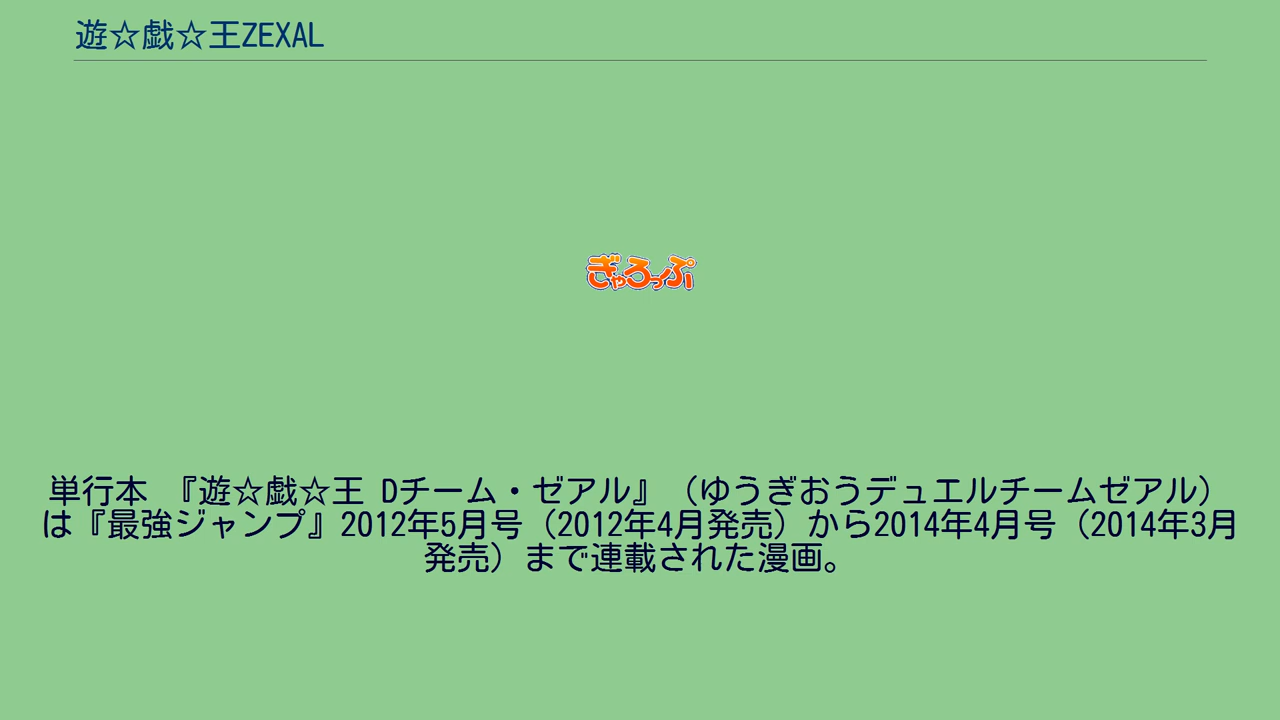 遊☆戯☆王ZEXAL
ぎゃろっぷ
単行本 『遊☆戯☆王 Dチーム・ゼアル』（ゆうぎおうデュエルチームゼアル）
は『最強ジャンプ』2012年5月号（2012年4月発売）から2014年4月号（2014年3月
発売）まで連載された漫画。